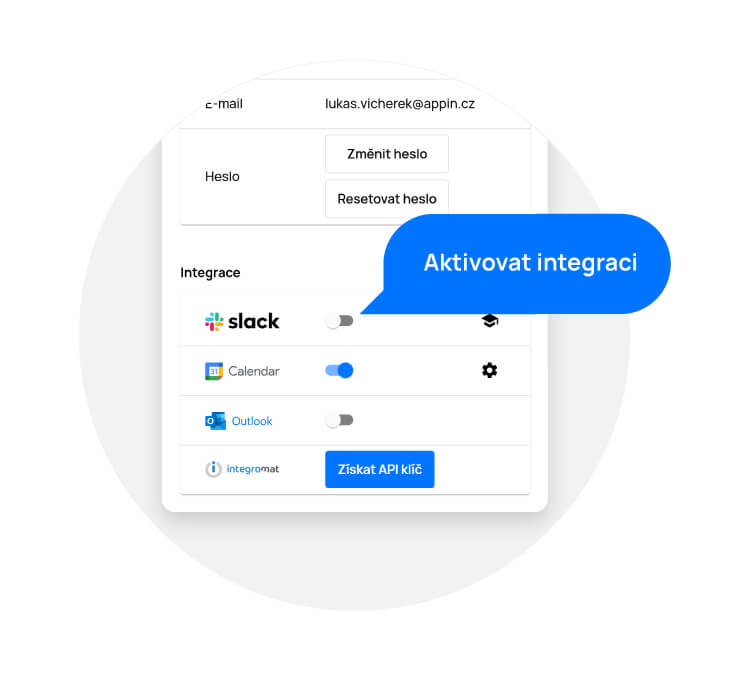 E-mail
lukas.vicherek@appin.cz
Heslo
Změnit heslo
Resetovat heslo
Aktivovat integraci
Integrace
slack
31 Calendar
Outlook
integromat
Získat API klíč